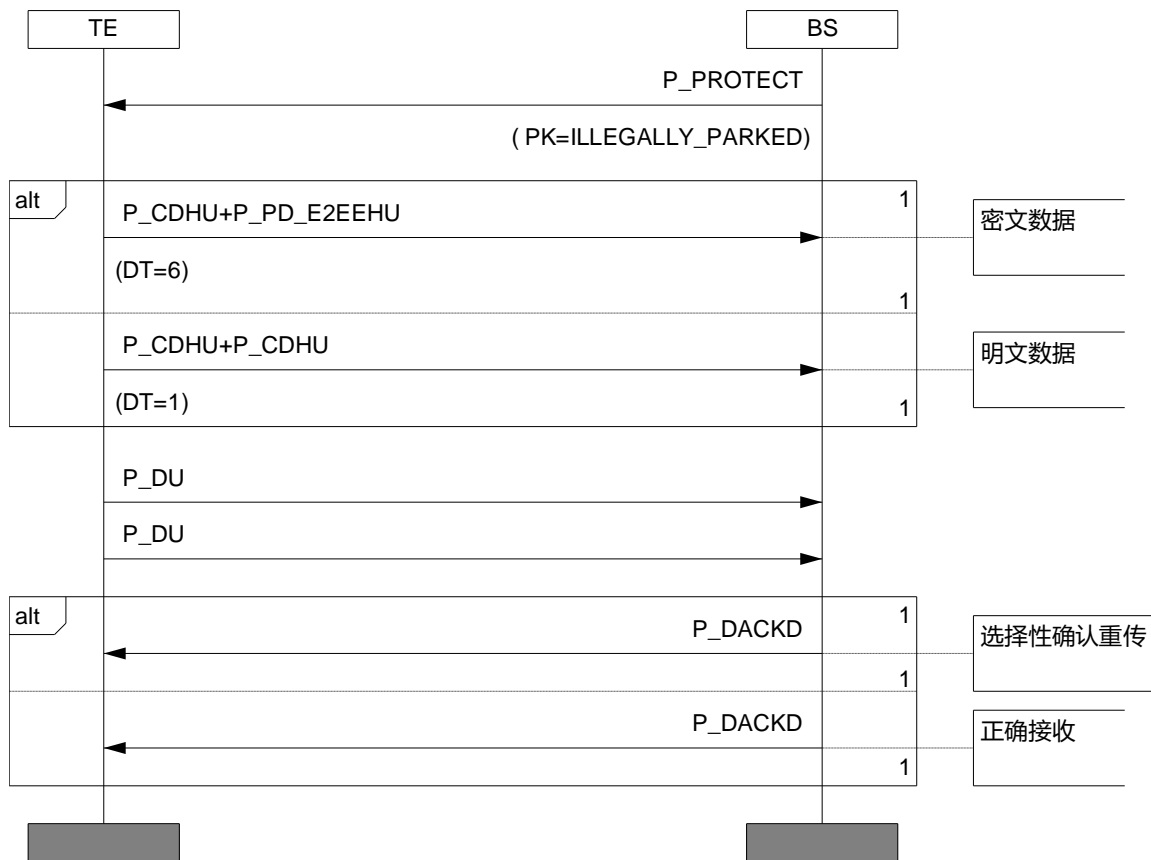 TE
BS
P_PROTECT
( PK=ILLEGALLY_PARKED)
alt
1
P_CDHU+P_PD_E2EEHU
密文数据
(DT=6)
1
P_CDHU+P_CDHU
明文数据
(DT=1)
1
P_DU
P_DU
alt
1
P_DACKD
选择性确认重传
1
P_DACKD
正确接收
1